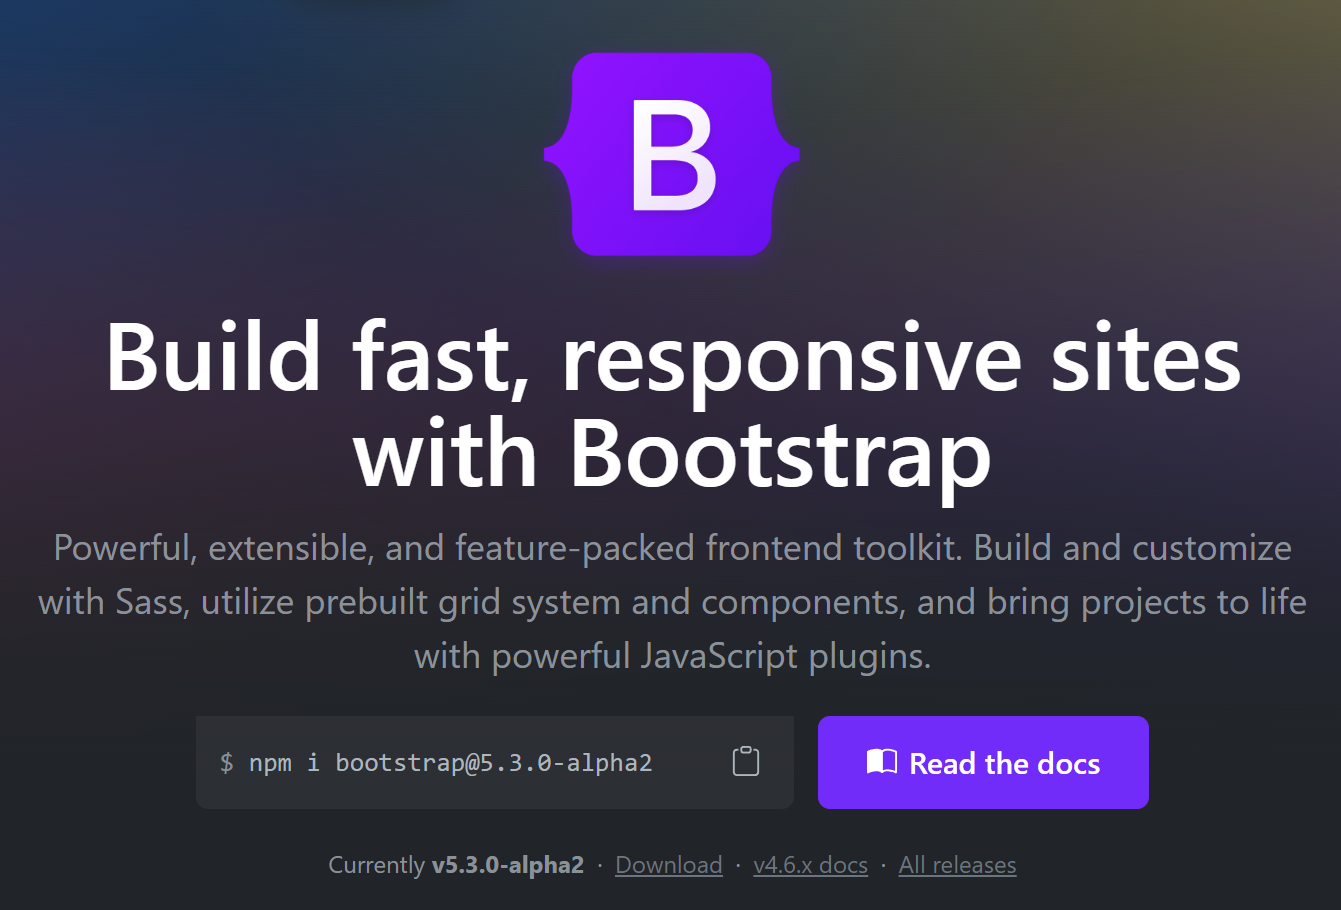 B
Build fast, responsive sites
with Bootstrap
Powerful, extensible, and feature-packed frontend toolkit. Build and customize
with Sass, utilize prebuilt grid system and components, and bring projects to life
with powerful JavaScript plugins.
$ npm i bootstrap@5.3.0-alpha2
Read the docs
Currently v5.3.0-alpha2 · Download · v4.6.x docs · All releases